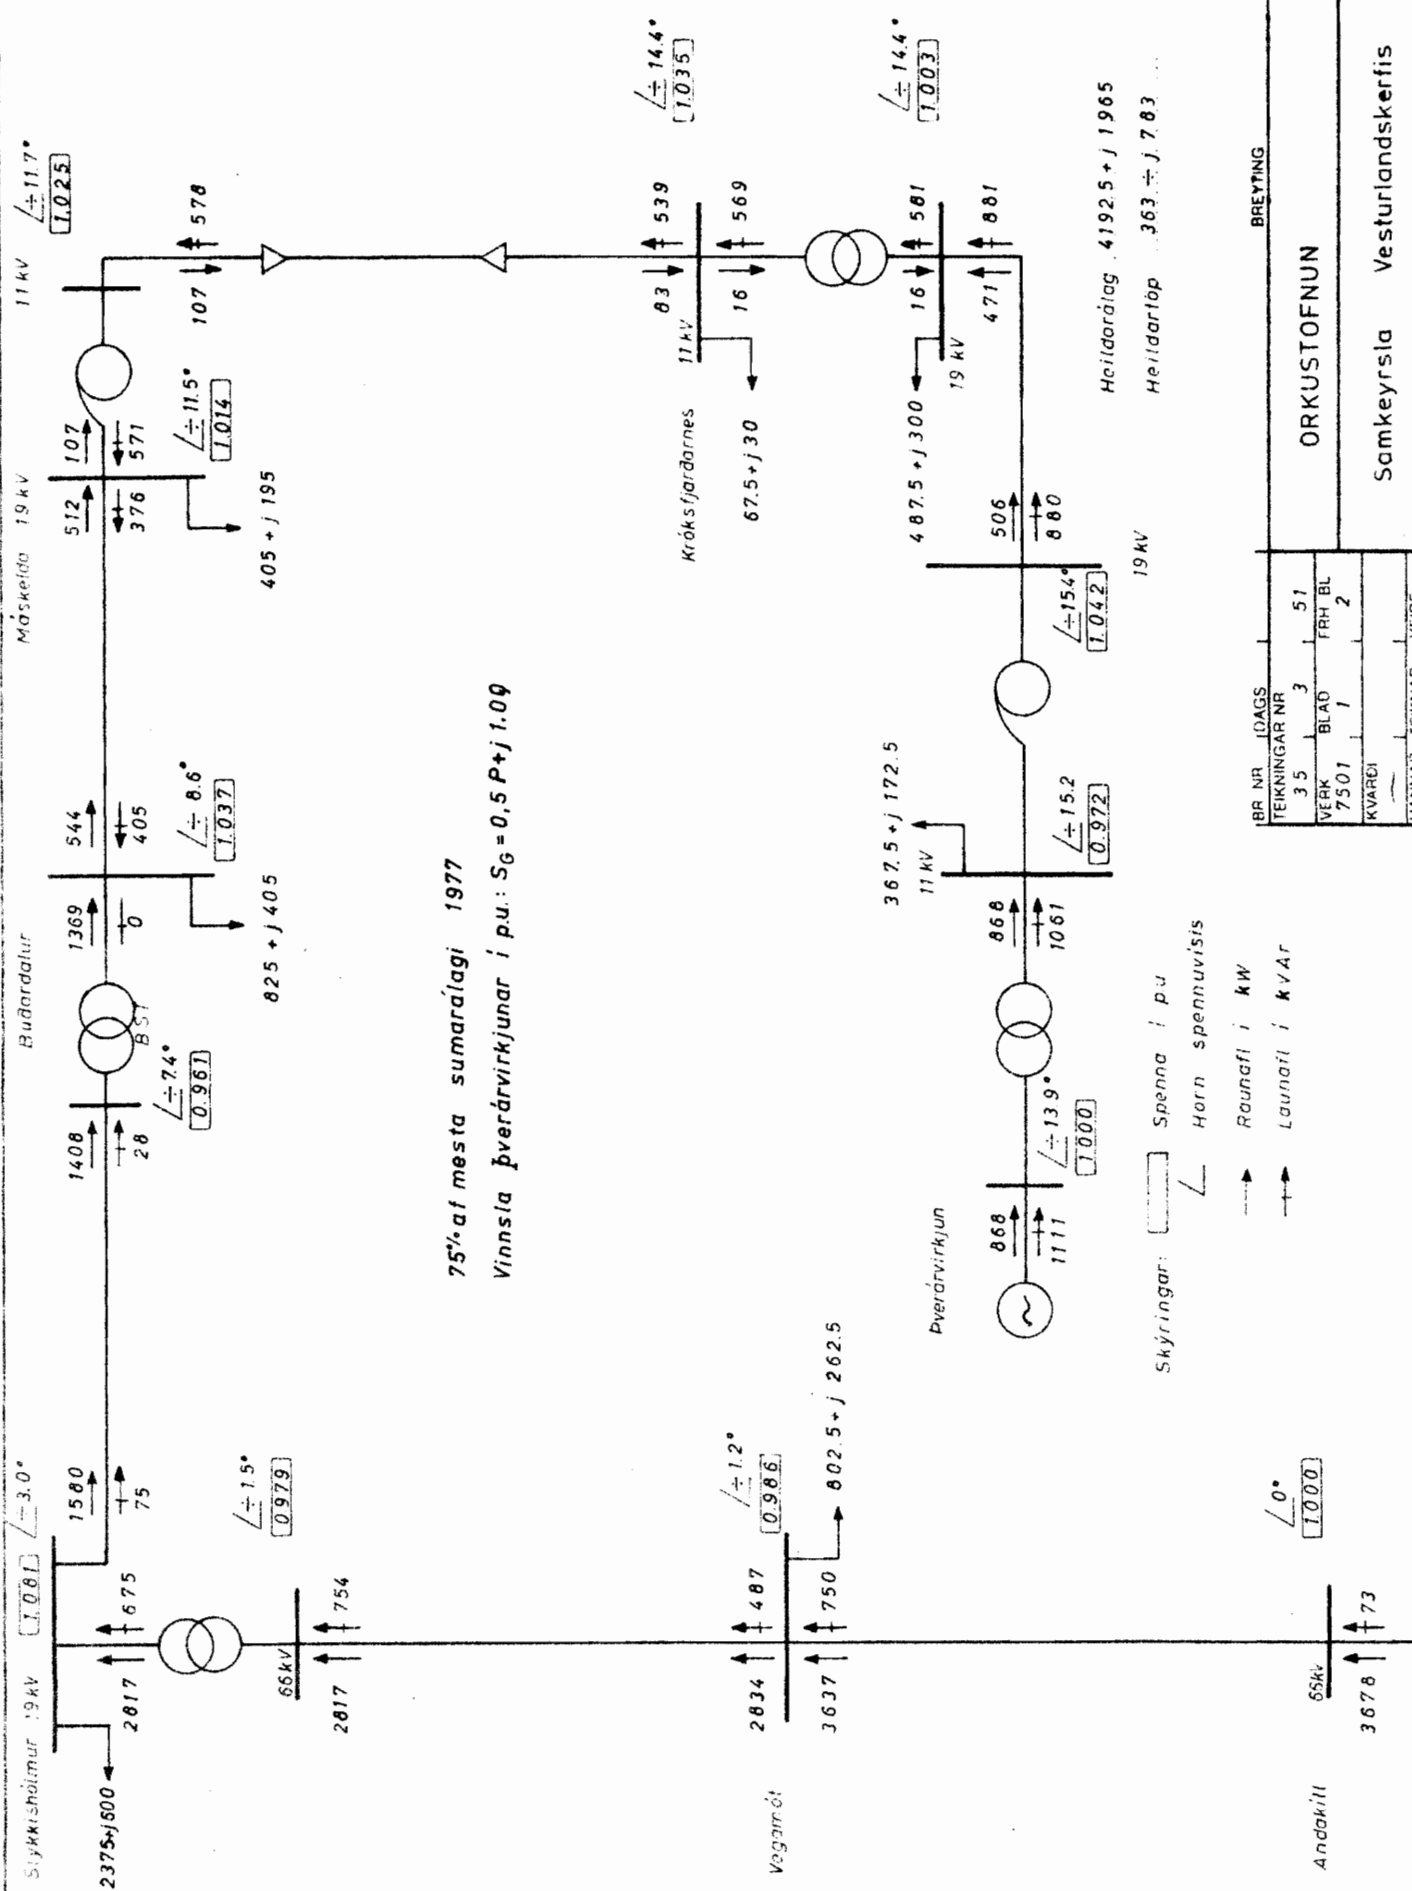 Stykkishólmur 19 kV
1.081
÷ 3.0°
2375+j600
2817
675
1580
75
66kV
÷ 1.5°
0.979
2817
754
Vogamót
2834
487
÷ 1.2°
0.986
3637
750
802.5 + j 262.5
Andakíll
66kV
0°
1.000
3678
73
1408
28
÷ 7.4°
0.961
Búðardalur
1369
0
544
405
÷ 8.6°
1.037
825 + j 405
Máskelda 19 kV
512
376
107
571
÷ 11.5°
1.014
405 + j 195
11 kV
÷ 11.7°
1.025
107
578
Króksfjarðarnes
11 kV
83
539
÷ 14.4°
1.035
16
569
67.5 + j 30
16
581
÷ 14.4°
1.003
471
881
19 kV
487.5 + j 300
506
880
19 kV
÷ 15.4°
1.042
367.5 + j 172.5
11 kV
÷ 15.2
0.972
868
1061
Þverárvirkjun
÷ 13.9°
1000
868
1111
75% af mesta sumarálagi 1977
Vinnsla Þverárvirkjunar í p.u.: S_G = 0,5 P + j 1.0Q
Skýringar:
Spenna í p.u
Horn spennuvísis
Raunafl í kW
Launafl í kVAr
Heildarálag 4192.5 + j 1965
Heildartöp 363 ÷ j 783
BR NR DAGS BREYTING
TEIKNINGAR NR
35 3 51
VERK BLAÐ FRH BL
7501 1 2
KVARÐI
ORKUSTOFNUN
Samkeyrsla Vesturlandskerfis